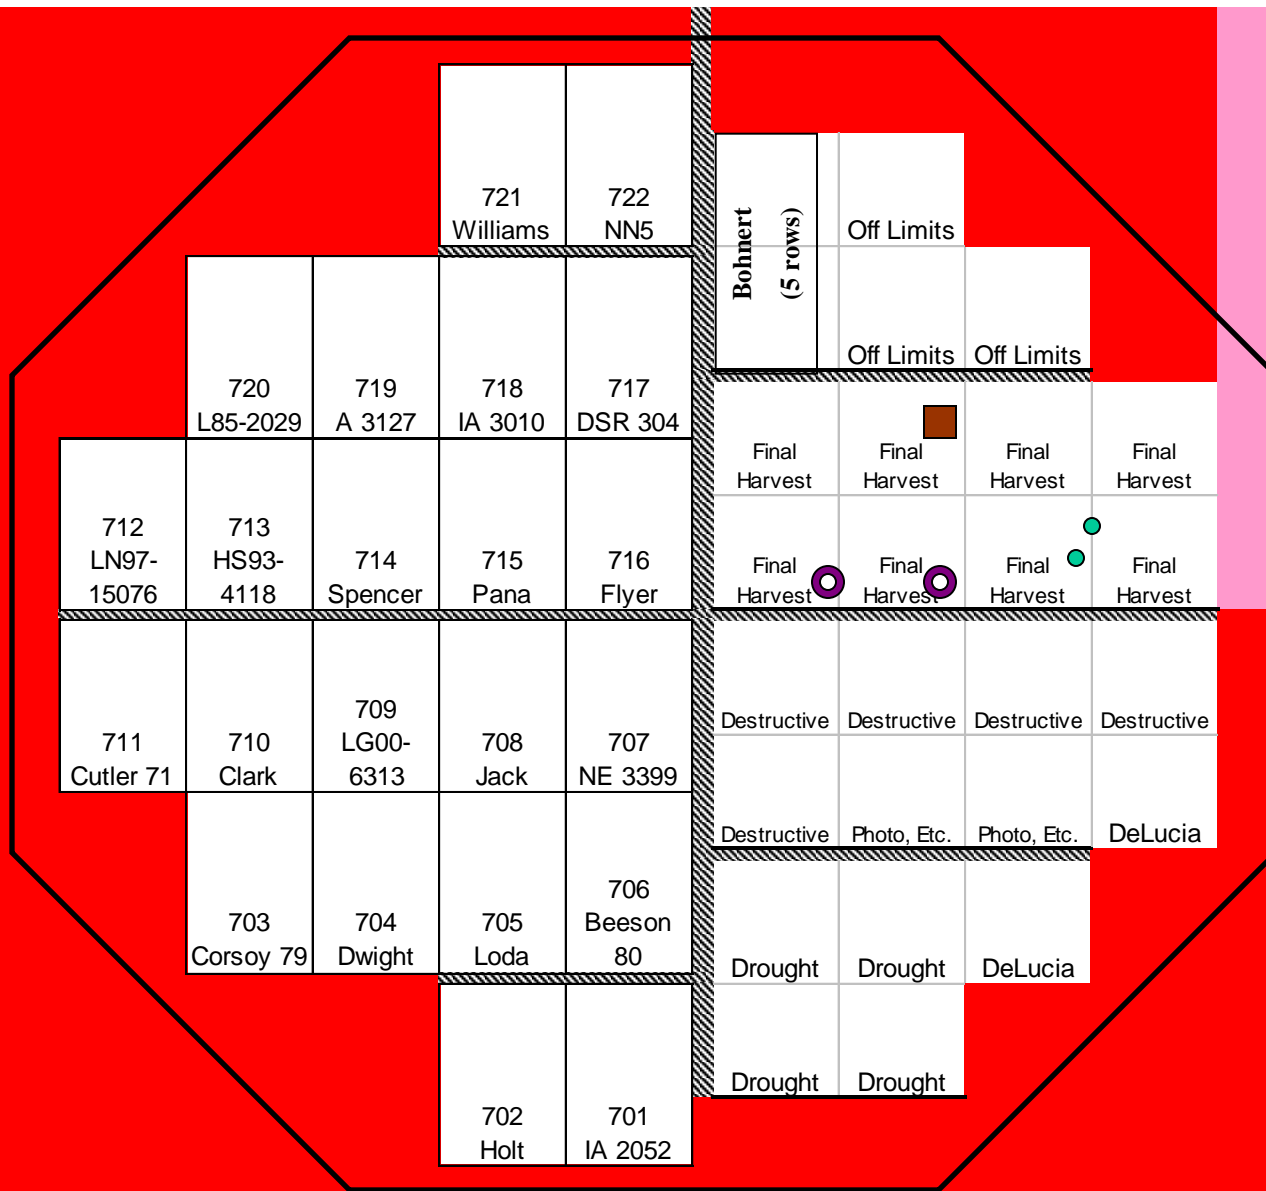 721
Williams
722
NN5
Bohnert
(5 rows)
Off Limits
Off Limits
Off Limits
720
L85-2029
719
A 3127
718
IA 3010
717
DSR 304
Final
Harvest
Final
Harvest
Final
Harvest
Final
Harvest
712
LN97-
15076
713
HS93-
4118
714
Spencer
715
Pana
716
Flyer
Final
Harvest
Final
Harvest
Final
Harvest
Final
Harvest
711
Cutler 71
710
Clark
709
LG00-
6313
708
Jack
707
NE 3399
Destructive
Destructive
Destructive
Destructive
Destructive
Photo, Etc.
Photo, Etc.
DeLucia
703
Corsoy 79
704
Dwight
705
Loda
706
Beeson
80
Drought
Drought
DeLucia
702
Holt
701
IA 2052
Drought
Drought